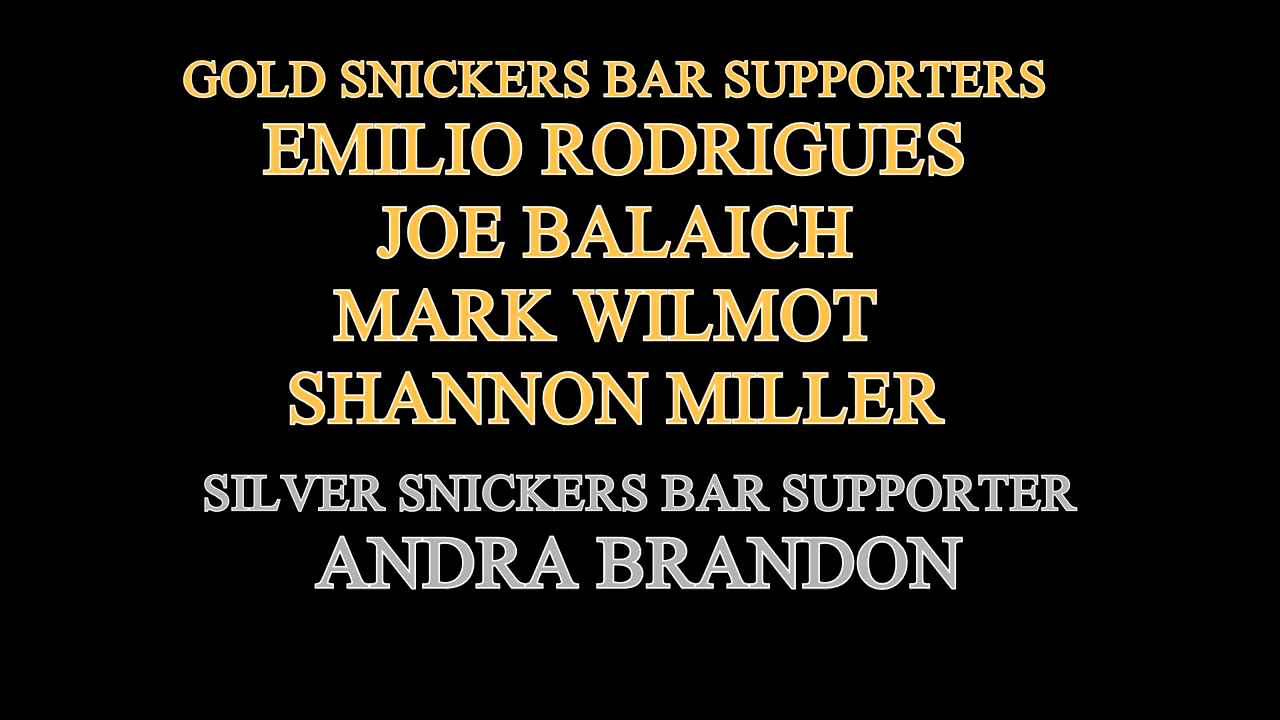 GOLD SNICKERS BAR SUPPORTERS
EMILIO RODRIGUES
JOE BALAICH
MARK WILMOT
SHANNON MILLER
SILVER SNICKERS BAR SUPPORTER
ANDRA BRANDON